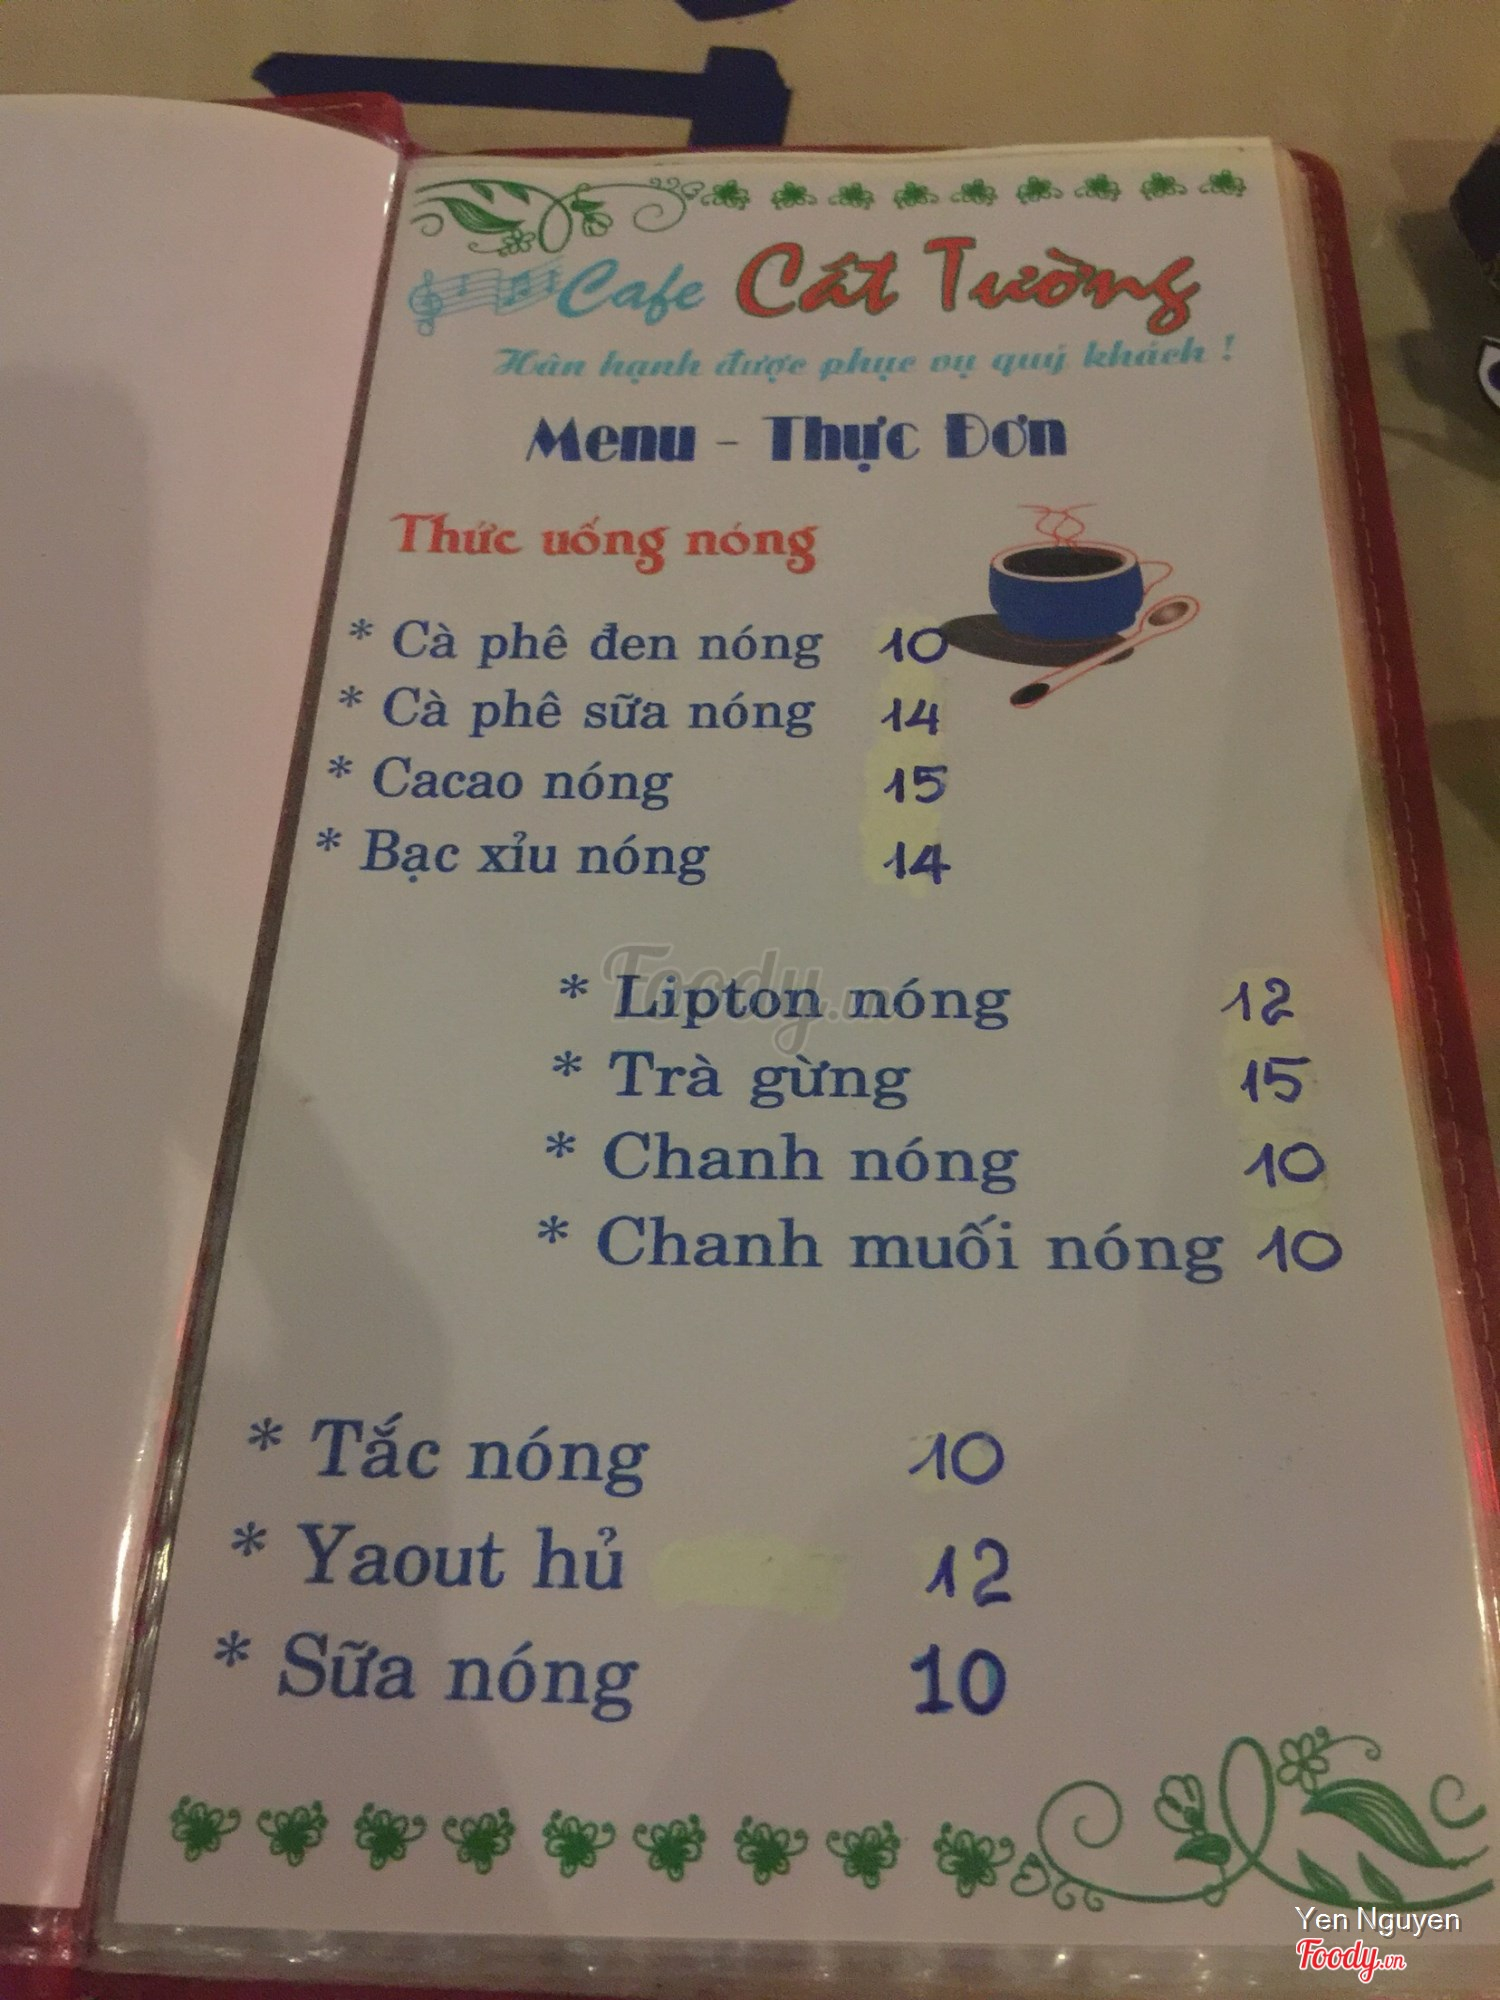 Cafe Cát Tường
Hân hạnh được phục vụ quý khách !
Menu - Thực Đơn
Thức uống nóng
* Cà phê đen nóng 10
* Cà phê sữa nóng 14
* Cacao nóng 15
* Bạc xỉu nóng 14
Foody.vn
* Lipton nóng 12
* Trà gừng 15
* Chanh nóng 10
* Chanh muối nóng 10
* Tắc nóng 10
* Yaout hủ 12
* Sữa nóng 10
Yen Nguyen
Foody.vn